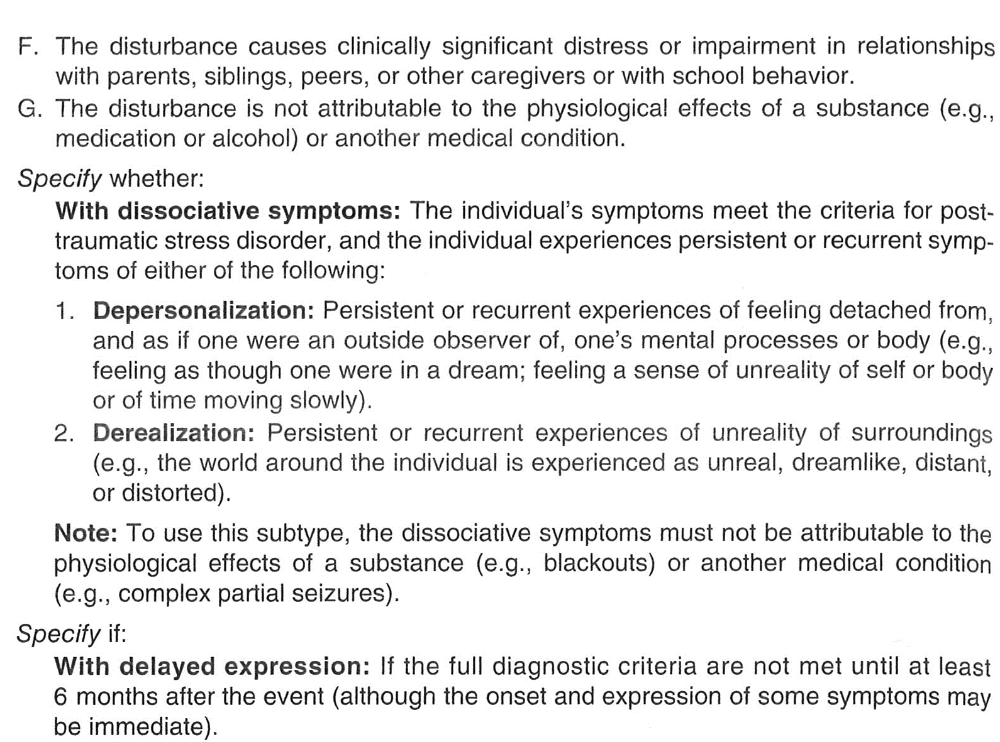 F. The disturbance causes clinically significant distress or impairment in relationships
with parents, siblings, peers, or other caregivers or with school behavior.
G. The disturbance is not attributable to the physiological effects of a substance (e.g.,
medication or alcohol) or another medical condition.
Specify whether:
With dissociative symptoms: The individual's symptoms meet the criteria for post-
traumatic stress disorder, and the individual experiences persistent or recurrent symp-
toms of either of the following:
1. Depersonalization: Persistent or recurrent experiences of feeling detached from,
and as if one were an outside observer of, one's mental processes or body (e.g.,
feeling as though one were in a dream; feeling a sense of unreality of self or body
or of time moving slowly).
2. Derealization: Persistent or recurrent experiences of unreality of surroundings
(e.g., the world around the individual is experienced as unreal, dreamlike, distant,
or distorted).
Note: To use this subtype, the dissociative symptoms must not be attributable to the
physiological effects of a substance (e.g., blackouts) or another medical condition
(e.g., complex partial seizures).
Specify if:
With delayed expression: If the full diagnostic criteria are not met until at least
6 months after the event (although the onset and expression of some symptoms may
be immediate).